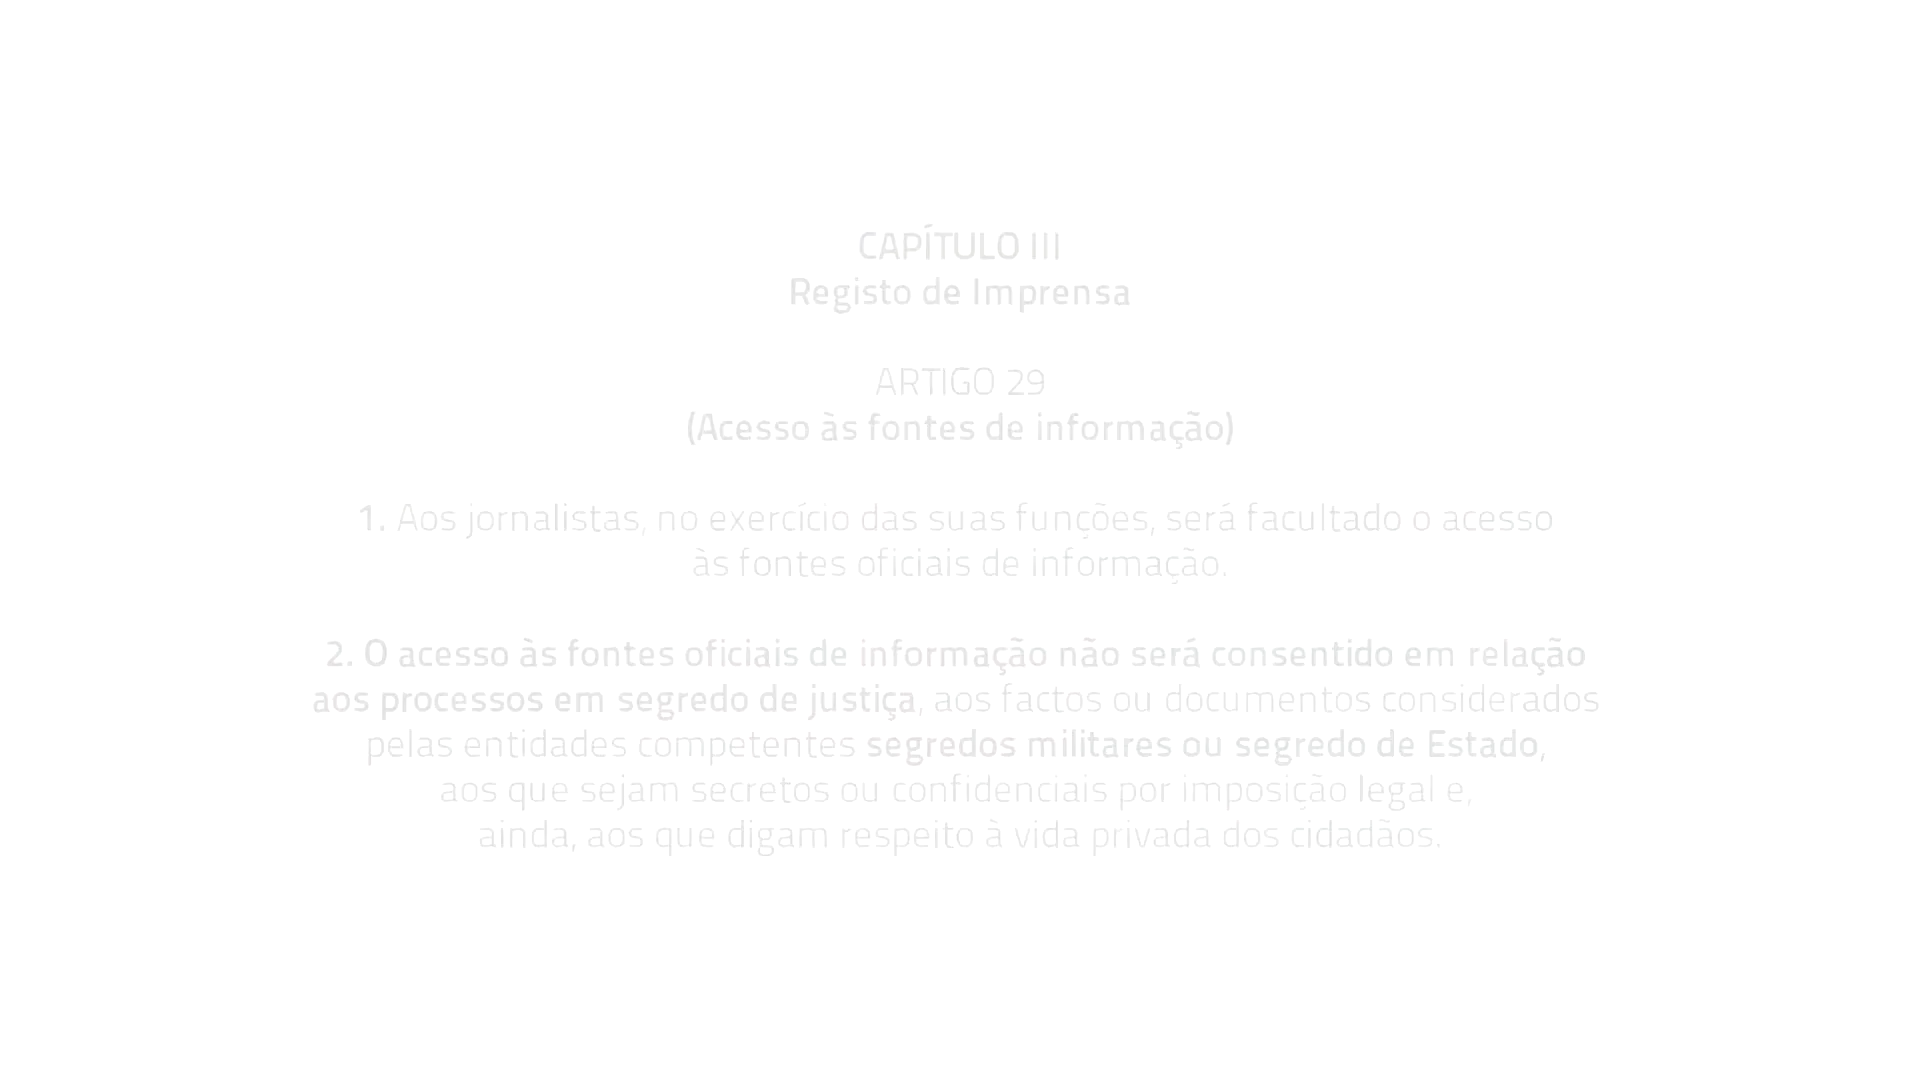 CAPÍTULO III
Registo de Imprensa
ARTIGO 29
(Acesso às fontes de informação)
1. Aos jornalistas, no exercício das suas funções, será facultado o acesso
às fontes oficiais de informação.
2. O acesso às fontes oficiais de informação não será consentido em relação
aos processos em segredo de justiça, aos factos ou documentos considerados
pelas entidades competentes segredos militares ou segredo de Estado,
aos que sejam secretos ou confidenciais por imposição legal e,
ainda, aos que digam respeito à vida privada dos cidadãos.